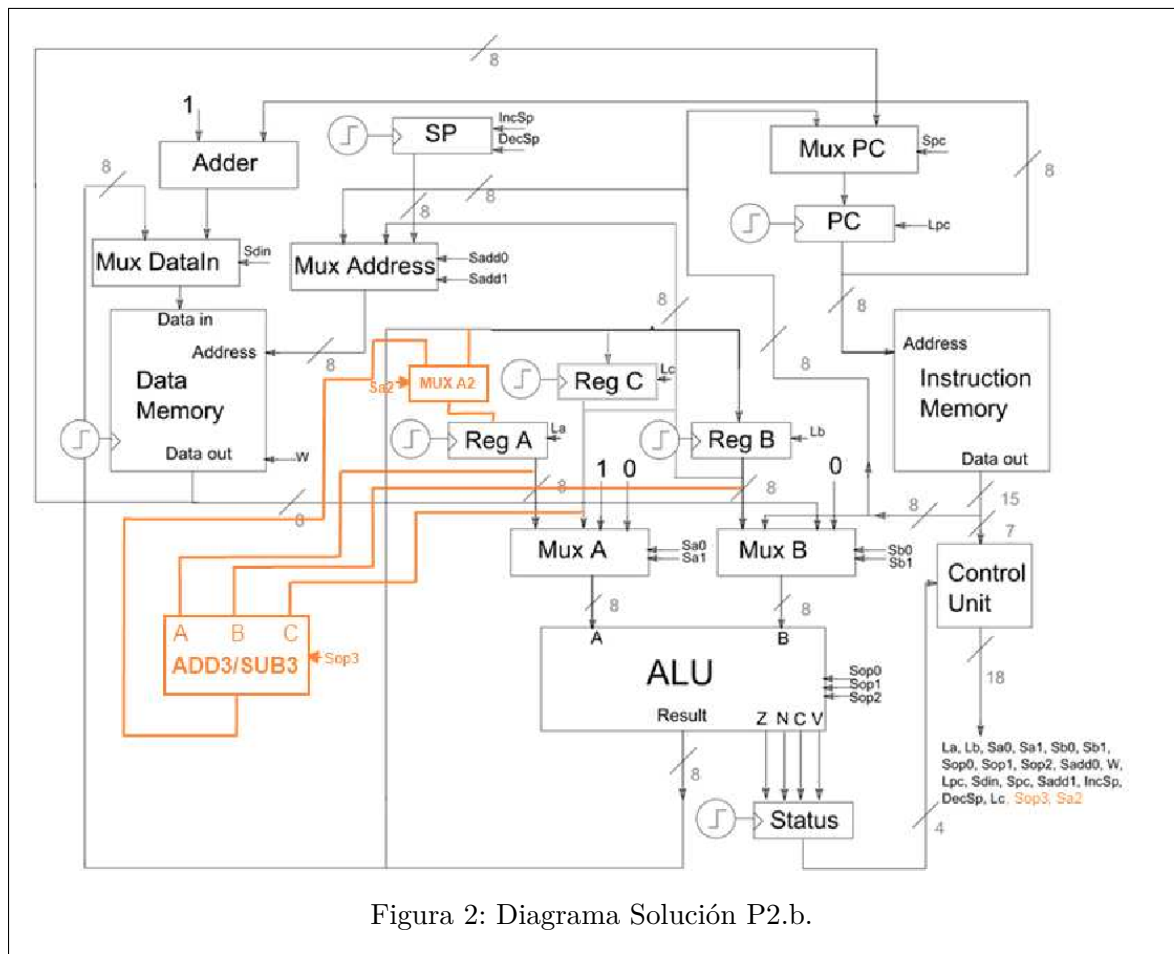 8
1
IncSp
DecSp
SP
Mux PC
Spc
Adder
8
8
8
8
PC
Lpc
Mux DataIn
Sdin
Mux Address
Sadd0
Sadd1
8
8
Data in
Address
8
8
8
Address
Data
Memory
Instruction
Memory
Sa2
MUX A2
Reg C
Lc
Reg A
La
Reg B
Lb
Data out
W
Data out
1 0
0
8
8
8
8
15
7
Mux A
Sa0
Sa1
Mux B
Sb0
Sb1
Control
Unit
8
8
A B C
ADD3/SUB3
Sop3
A
B
ALU
Sop0
Sop1
Sop2
18
Result
Z N C V
8
La, Lb, Sa0, Sa1, Sb0, Sb1,
Sop0, Sop1, Sop2, Sadd0, W,
Lpc, Sdin, Spc, Sadd1, IncSp,
DecSp, Lc, Sop3, Sa2
Status
4
Figura 2: Diagrama Solución P2.b.